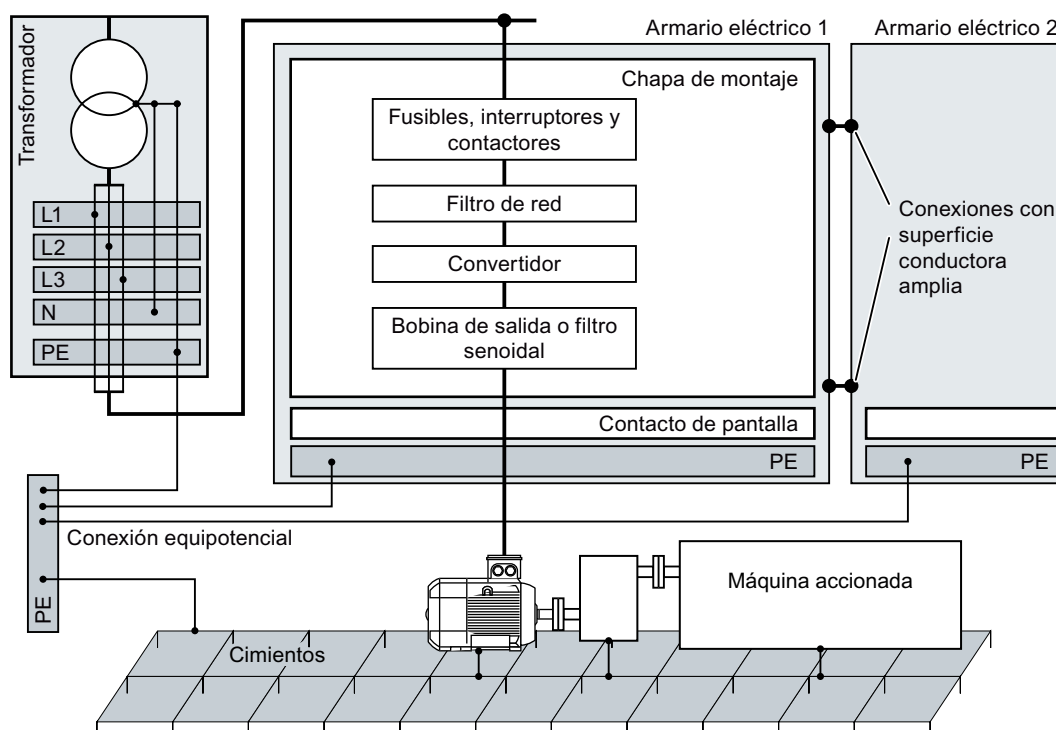 Transformador
L1
L2
L3
N
PE
Armario eléctrico 1
Armario eléctrico 2
Chapa de montaje
Fusibles, interruptores y
contactores
Filtro de red
Convertidor
Bobina de salida o filtro
senoidal
Conexiones con
superficie
conductora
amplia
Contacto de pantalla
PE
PE
Conexión equipotencial
PE
Máquina accionada
Cimientos